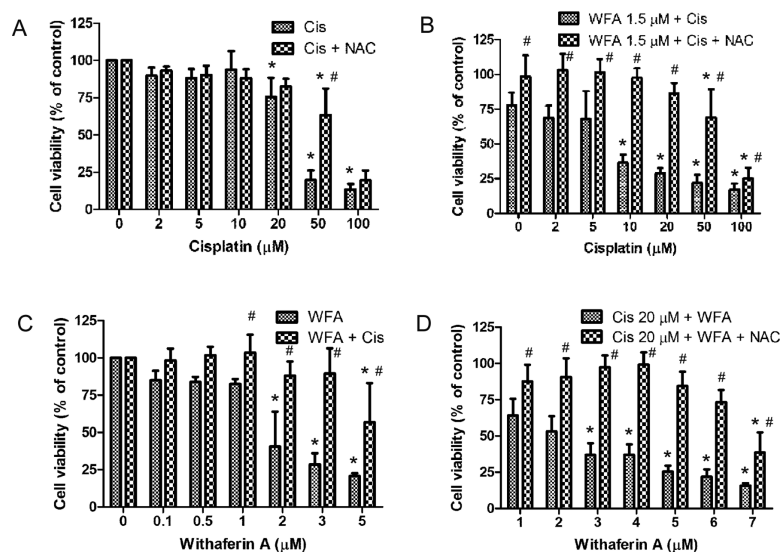 A
Cis
Cis + NAC
Cell viability (% of control)
125
100
75
50
25
0
*
*
* #
*
0 2 5 10 20 50 100
Cisplatin (µM)
B
WFA 1.5 µM + Cis
WFA 1.5 µM + Cis + NAC
Cell viability (% of control)
125
100
75
50
25
0
# # # # # * #
* * * * * #
0 2 5 10 20 50 100
Cisplatin (µM)
C
WFA
WFA + Cis
Cell viability (% of control)
125
100
75
50
25
0
# # # * #
* * *
0 0.1 0.5 1 2 3 5
Withaferin A (µM)
D
Cis 20 µM + WFA
Cis 20 µM + WFA + NAC
Cell viability (% of control)
125
100
75
50
25
0
# # # # # # * #
* * * * *
1 2 3 4 5 6 7
Withaferin A (µM)